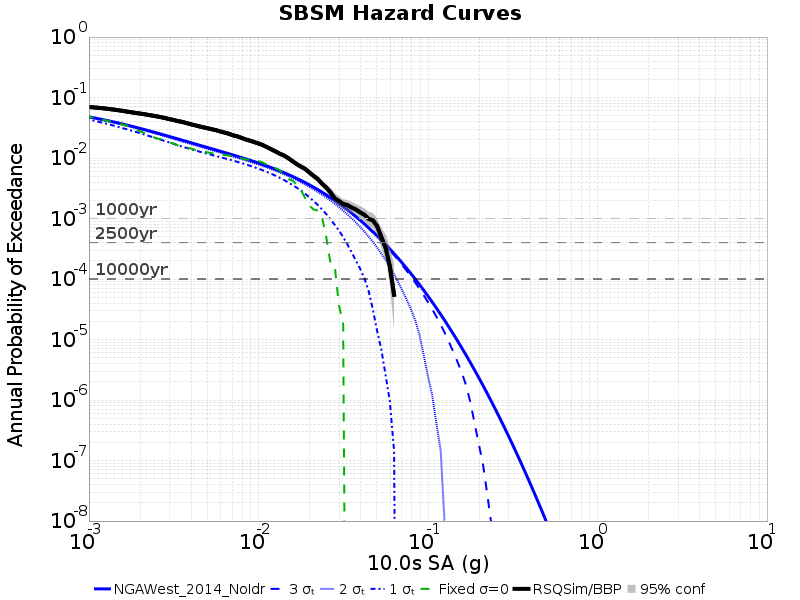 SBSM Hazard Curves
Annual Probability of Exceedance
10^0
10^-1
10^-2
10^-3
10^-4
10^-5
10^-6
10^-7
10^-8
1000yr
2500yr
10000yr
10^-3 10^-2 10^-1 10^0 10^1
10.0s SA (g)
NGAWest_2014_NoIdr 3 σₜ 2 σₜ 1 σₜ Fixed σ=0 RSQSim/BBP 95% conf